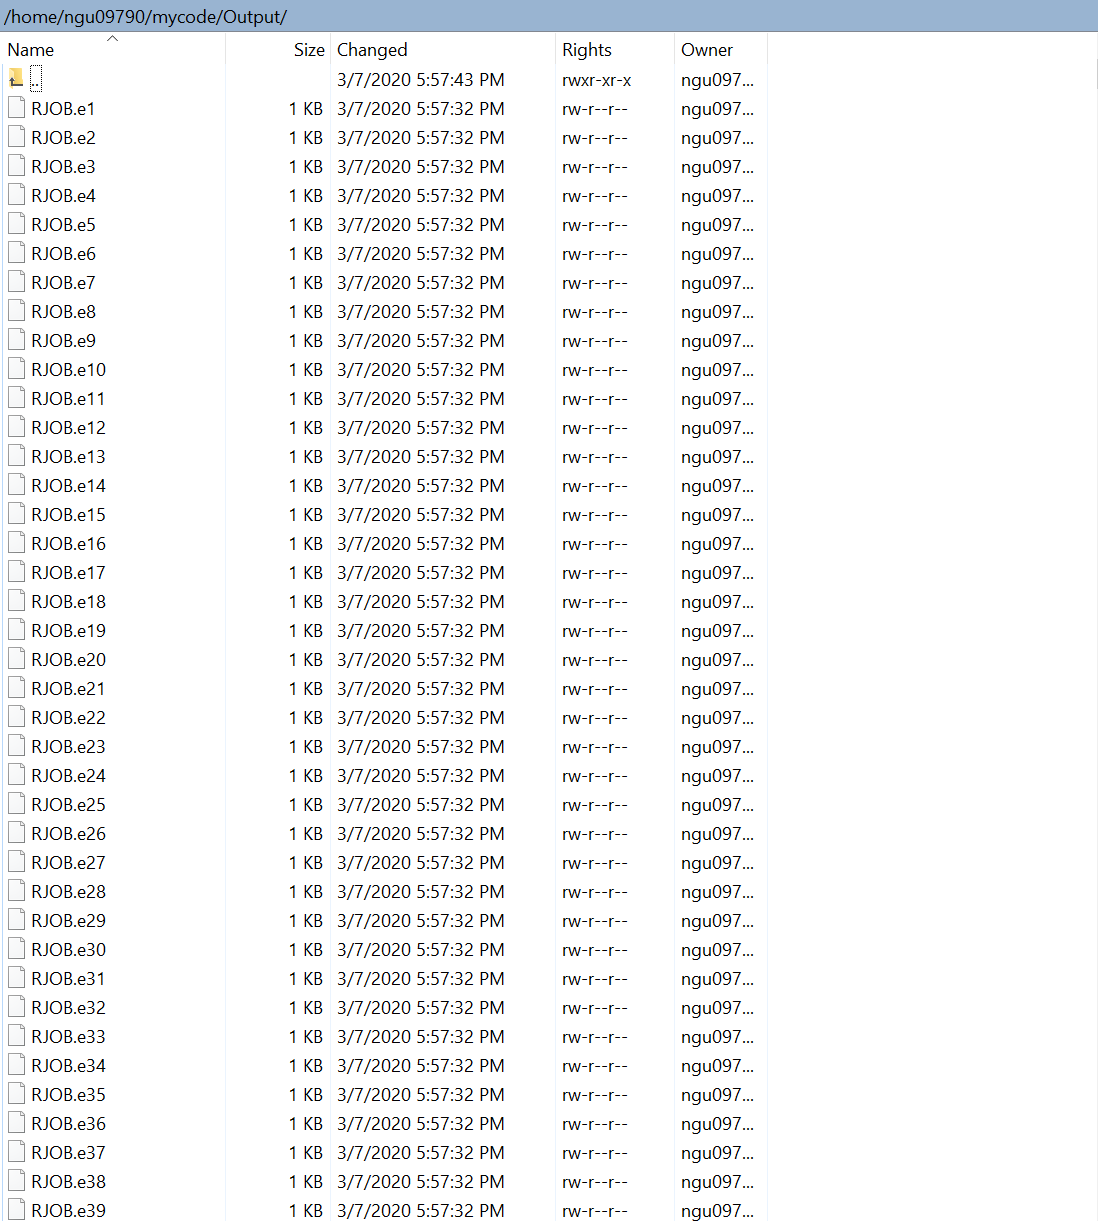 /home/ngu09790/mycode/Output/
Name Size Changed Rights Owner
.. 3/7/2020 5:57:43 PM rwxr-xr-x ngu097...
RJOB.e1 1 KB 3/7/2020 5:57:32 PM rw-r--r-- ngu097...
RJOB.e2 1 KB 3/7/2020 5:57:32 PM rw-r--r-- ngu097...
RJOB.e3 1 KB 3/7/2020 5:57:32 PM rw-r--r-- ngu097...
RJOB.e4 1 KB 3/7/2020 5:57:32 PM rw-r--r-- ngu097...
RJOB.e5 1 KB 3/7/2020 5:57:32 PM rw-r--r-- ngu097...
RJOB.e6 1 KB 3/7/2020 5:57:32 PM rw-r--r-- ngu097...
RJOB.e7 1 KB 3/7/2020 5:57:32 PM rw-r--r-- ngu097...
RJOB.e8 1 KB 3/7/2020 5:57:32 PM rw-r--r-- ngu097...
RJOB.e9 1 KB 3/7/2020 5:57:32 PM rw-r--r-- ngu097...
RJOB.e10 1 KB 3/7/2020 5:57:32 PM rw-r--r-- ngu097...
RJOB.e11 1 KB 3/7/2020 5:57:32 PM rw-r--r-- ngu097...
RJOB.e12 1 KB 3/7/2020 5:57:32 PM rw-r--r-- ngu097...
RJOB.e13 1 KB 3/7/2020 5:57:32 PM rw-r--r-- ngu097...
RJOB.e14 1 KB 3/7/2020 5:57:32 PM rw-r--r-- ngu097...
RJOB.e15 1 KB 3/7/2020 5:57:32 PM rw-r--r-- ngu097...
RJOB.e16 1 KB 3/7/2020 5:57:32 PM rw-r--r-- ngu097...
RJOB.e17 1 KB 3/7/2020 5:57:32 PM rw-r--r-- ngu097...
RJOB.e18 1 KB 3/7/2020 5:57:32 PM rw-r--r-- ngu097...
RJOB.e19 1 KB 3/7/2020 5:57:32 PM rw-r--r-- ngu097...
RJOB.e20 1 KB 3/7/2020 5:57:32 PM rw-r--r-- ngu097...
RJOB.e21 1 KB 3/7/2020 5:57:32 PM rw-r--r-- ngu097...
RJOB.e22 1 KB 3/7/2020 5:57:32 PM rw-r--r-- ngu097...
RJOB.e23 1 KB 3/7/2020 5:57:32 PM rw-r--r-- ngu097...
RJOB.e24 1 KB 3/7/2020 5:57:32 PM rw-r--r-- ngu097...
RJOB.e25 1 KB 3/7/2020 5:57:32 PM rw-r--r-- ngu097...
RJOB.e26 1 KB 3/7/2020 5:57:32 PM rw-r--r-- ngu097...
RJOB.e27 1 KB 3/7/2020 5:57:32 PM rw-r--r-- ngu097...
RJOB.e28 1 KB 3/7/2020 5:57:32 PM rw-r--r-- ngu097...
RJOB.e29 1 KB 3/7/2020 5:57:32 PM rw-r--r-- ngu097...
RJOB.e30 1 KB 3/7/2020 5:57:32 PM rw-r--r-- ngu097...
RJOB.e31 1 KB 3/7/2020 5:57:32 PM rw-r--r-- ngu097...
RJOB.e32 1 KB 3/7/2020 5:57:32 PM rw-r--r-- ngu097...
RJOB.e33 1 KB 3/7/2020 5:57:32 PM rw-r--r-- ngu097...
RJOB.e34 1 KB 3/7/2020 5:57:32 PM rw-r--r-- ngu097...
RJOB.e35 1 KB 3/7/2020 5:57:32 PM rw-r--r-- ngu097...
RJOB.e36 1 KB 3/7/2020 5:57:32 PM rw-r--r-- ngu097...
RJOB.e37 1 KB 3/7/2020 5:57:32 PM rw-r--r-- ngu097...
RJOB.e38 1 KB 3/7/2020 5:57:32 PM rw-r--r-- ngu097...
RJOB.e39 1 KB 3/7/2020 5:57:32 PM rw-r--r-- ngu097...